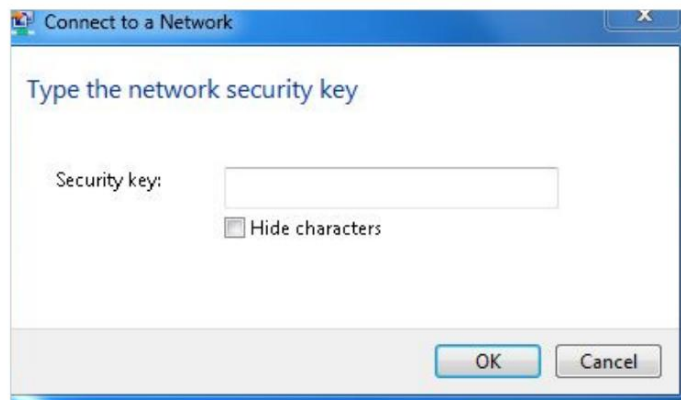 Connect to a Network
Type the network security key
Security key:
Hide characters
OK Cancel